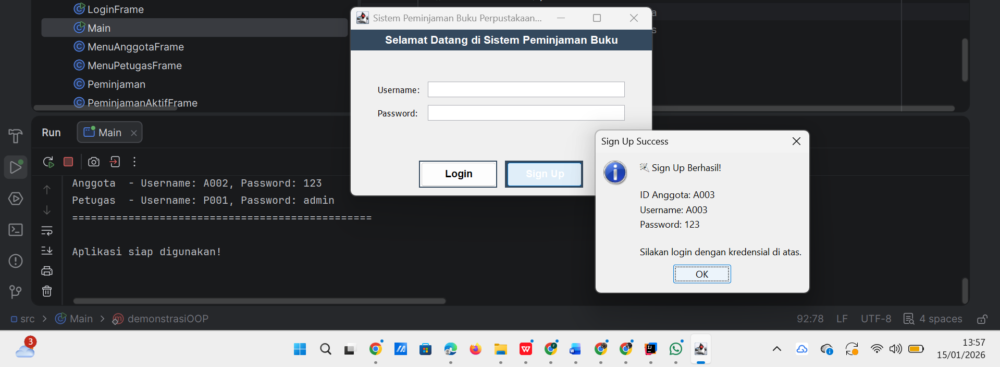 LoginFrame
Main
MenuAnggotaFrame
MenuPetugasFrame
Peminjaman
PeminjamanAktifFrame
Sistem Peminjaman Buku Perpustakaan...
Selamat Datang di Sistem Peminjaman Buku
Username:
Password:
Login
Sign Up
Sign Up Success
Sign Up Berhasil!
ID Anggota: A003
Username: A003
Password: 123
Silakan login dengan kredensial di atas.
OK
Run
Main
Anggota  - Username: A002, Password: 123
Petugas  - Username: P001, Password: admin
================================================
Aplikasi siap digunakan!
src > Main > demonstrasiOOP
92:78 LF UTF-8 4 spaces
3
13:57
15/01/2026